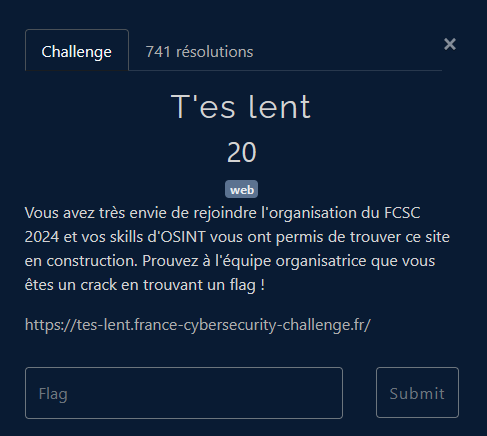 Challenge
741 résolutions
×
T'es lent
20
web
Vous avez très envie de rejoindre l'organisation du FCSC
2024 et vos skills d'OSINT vous ont permis de trouver ce site
en construction. Prouvez à l'équipe organisatrice que vous
êtes un crack en trouvant un flag !
https://tes-lent.france-cybersecurity-challenge.fr/
Flag
Submit